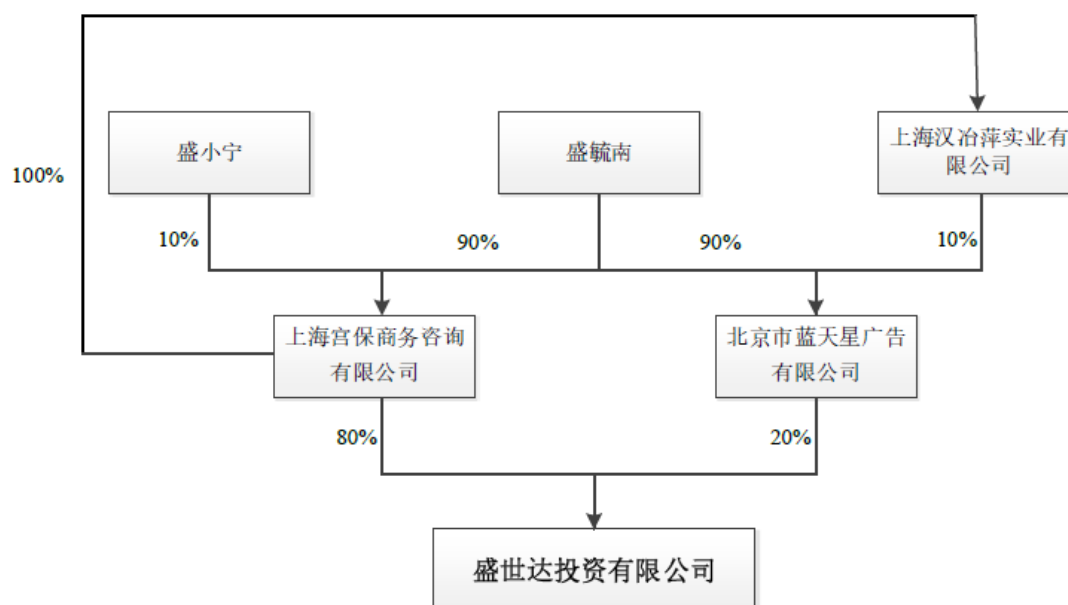 盛小宁
盛毓南
上海汉冶萍实业有
限公司
100%
10%
90%
90%
10%
上海宫保商务咨询
有限公司
北京市蓝天星广告
有限公司
80%
20%
盛世达投资有限公司